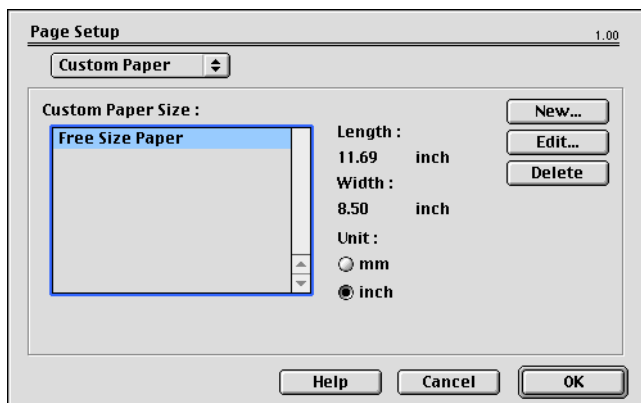 Page Setup
1.00
Custom Paper
Custom Paper Size :
Free Size Paper
Length :
11.69 inch
Width :
8.50 inch
Unit :
mm
inch
New...
Edit...
Delete
Help
Cancel
OK